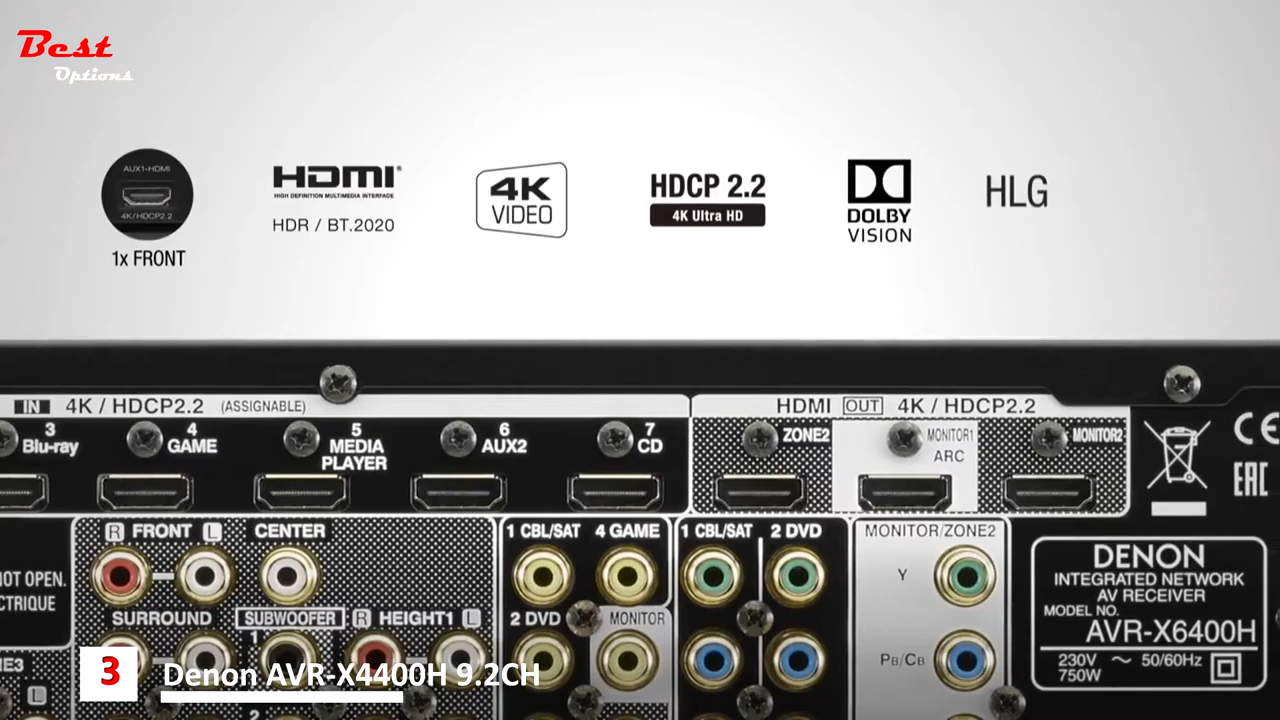 Best
Options
AUX1-HDMI
4K/HDCP2.2
1x FRONT
HDMI®
HIGH DEFINITION MULTIMEDIA INTERFACE
HDR / BT.2020
4K
VIDEO
HDCP 2.2
4K Ultra HD
DOLBY
VISION
HLG
IN 4K / HDCP2.2 (ASSIGNABLE)
3
Blu-ray
4
GAME
5
MEDIA
PLAYER
6
AUX2
7
CD
HDMI OUT 4K / HDCP2.2
ZONE2
MONITOR1
ARC
MONITOR2
CE
EAC
R FRONT L
CENTER
SURROUND
SUBWOOFER
1
2
R HEIGHT1 L
1 CBL/SAT
4 GAME
2 DVD
MONITOR
1 CBL/SAT
2 DVD
MONITOR/ZONE2
Y
PB/CB
OT OPEN.
CTRIQUE
L
DENON
INTEGRATED NETWORK
AV RECEIVER
MODEL NO.
AVR-X6400H
230V ～ 50/60Hz
750W
3
Denon AVR-X4400H 9.2CH